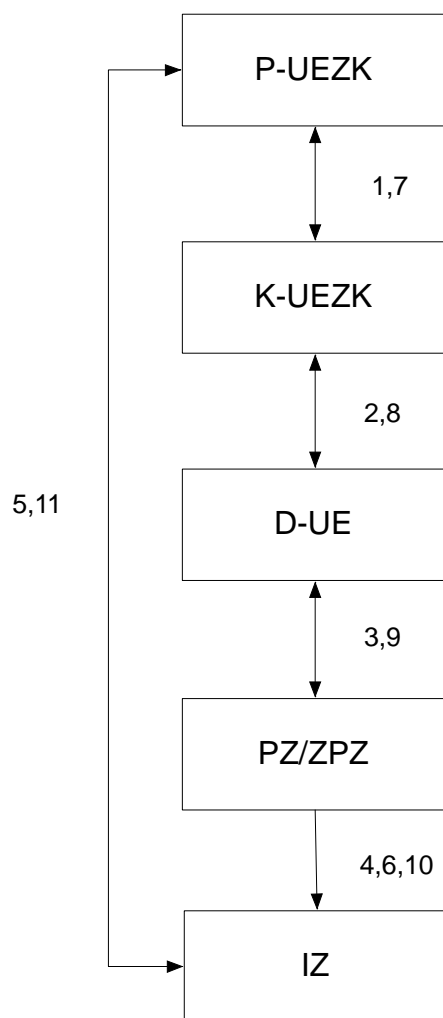 P-UEZK
1,7
K-UEZK
2,8
5,11
D-UE
3,9
PZ/ZPZ
4,6,10
IZ